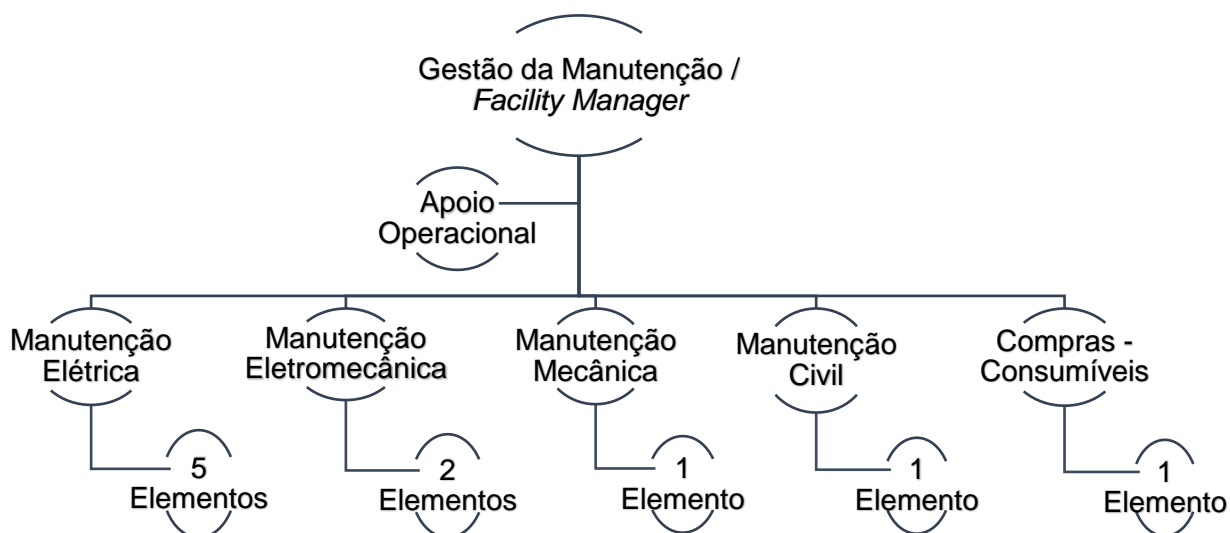 Gestão da Manutenção /
Facility Manager
Apoio
Operacional
Manutenção
Elétrica
Manutenção
Eletromecânica
Manutenção
Mecânica
Manutenção
Civil
Compras -
Consumíveis
5
Elementos
2
Elementos
1
Elemento
1
Elemento
1
Elemento